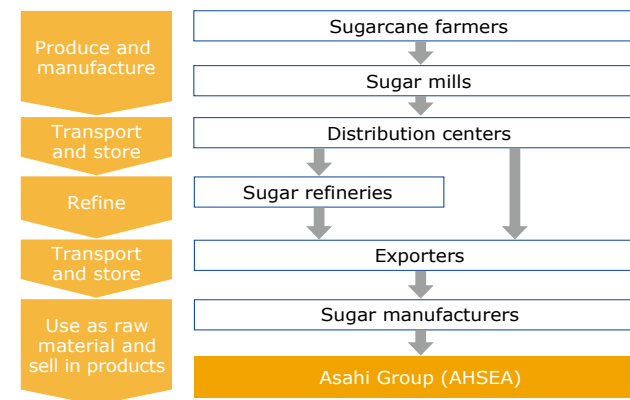 Produce and
manufacture
Sugarcane farmers
Sugar mills
Transport
and store
Distribution centers
Refine
Sugar refineries
Transport
and store
Exporters
Use as raw
material and
sell in products
Sugar manufacturers
Asahi Group (AHSEA)